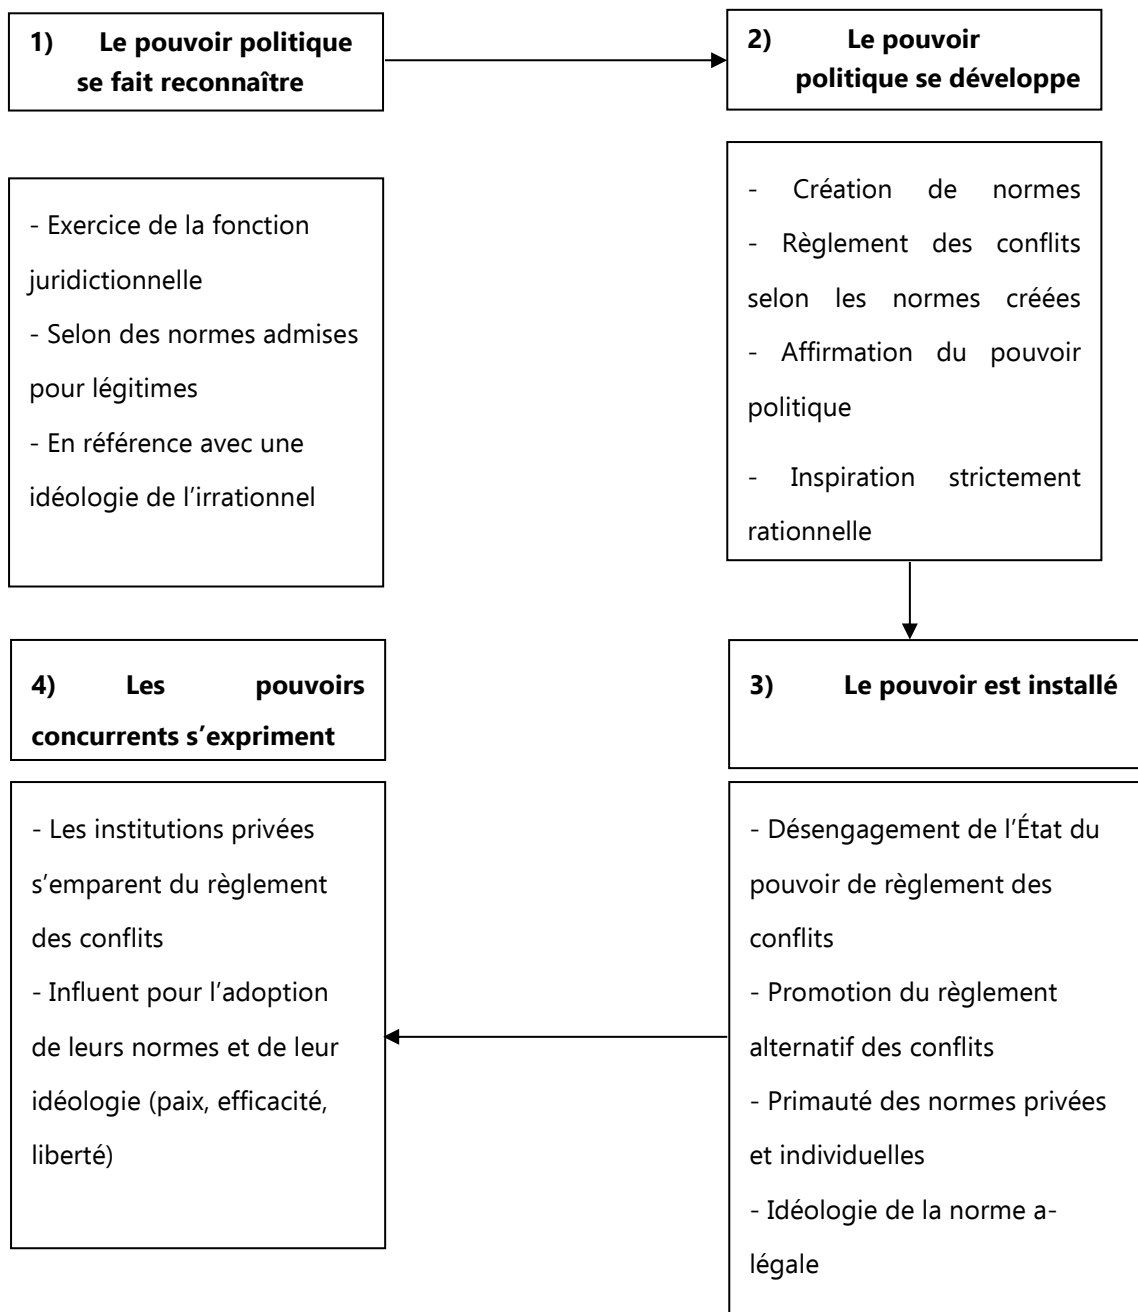 1) Le pouvoir politique
se fait reconnaître
2) Le pouvoir
politique se développe
- Exercice de la fonction
juridictionnelle
- Selon des normes admises
pour légitimes
- En référence avec une
idéologie de l’irrationnel
- Création de normes
- Règlement des conflits
selon les normes créées
- Affirmation du pouvoir
politique
- Inspiration strictement
rationnelle
3) Le pouvoir est installé
- Désengagement de l’État du
pouvoir de règlement des
conflits
- Promotion du règlement
alternatif des conflits
- Primauté des normes privées
et individuelles
- Idéologie de la norme a-
légale
4) Les pouvoirs
concurrents s’expriment
- Les institutions privées
s’emparent du règlement
des conflits
- Influent pour l’adoption
de leurs normes et de leur
idéologie (paix, efficacité,
liberté)